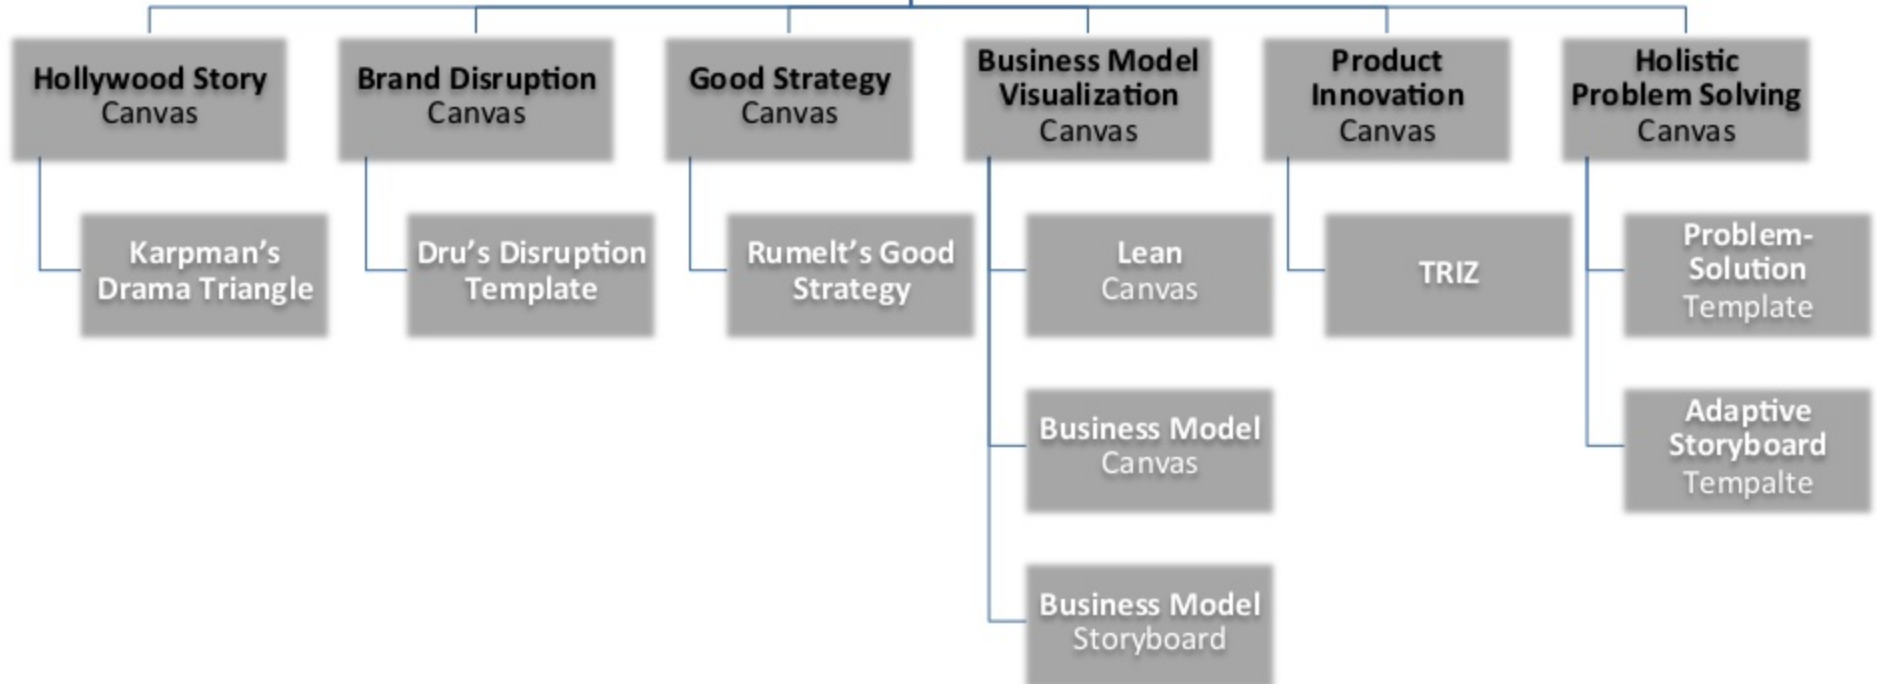 Hollywood Story
Canvas
Brand Disruption
Canvas
Good Strategy
Canvas
Business Model
Visualization
Canvas
Product
Innovation
Canvas
Holistic
Problem Solving
Canvas
Karpman’s
Drama Triangle
Dru’s Disruption
Template
Rumelt’s Good
Strategy
Lean
Canvas
TRIZ
Problem-
Solution
Template
Business Model
Canvas
Adaptive
Storyboard
Tempalte
Business Model
Storyboard